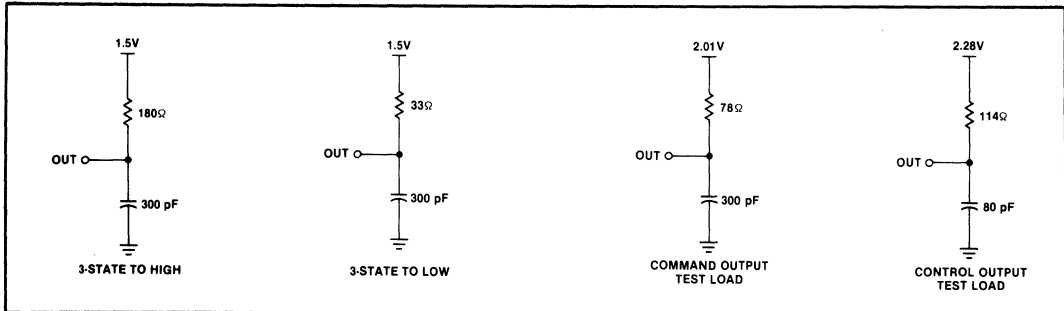 1.5V
180Ω
OUT
300 pF
3-STATE TO HIGH
1.5V
33Ω
OUT
300 pF
3-STATE TO LOW
2.01V
78Ω
OUT
300 pF
COMMAND OUTPUT
TEST LOAD
2.28V
114Ω
OUT
80 pF
CONTROL OUTPUT
TEST LOAD